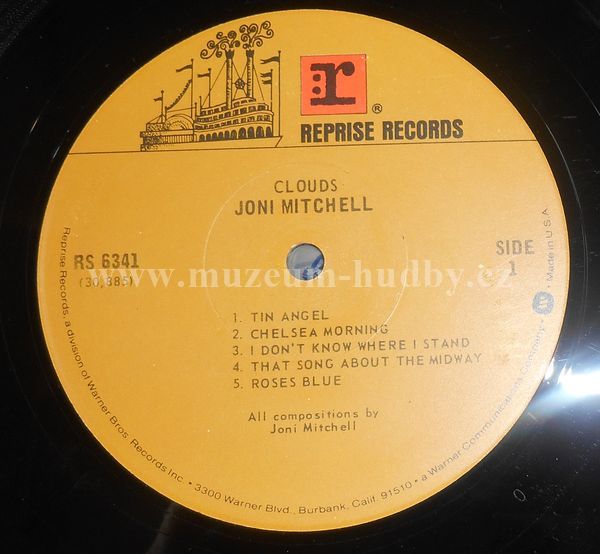 r
®
REPRISE RECORDS
CLOUDS
JONI MITCHELL
RS 6341
(30,885)
SIDE
1
www.muzeum-hudby.cz
1. TIN ANGEL
2. CHELSEA MORNING
3. I DON'T KNOW WHERE I STAND
4. THAT SONG ABOUT THE MIDWAY
5. ROSES BLUE
All compositions by
Joni Mitchell
Reprise Records, a division of Warner Bros. Records Inc. • 3300 Warner Blvd., Burbank, Calif. 91510 • a Warner Communications Company • Made in U.S.A.